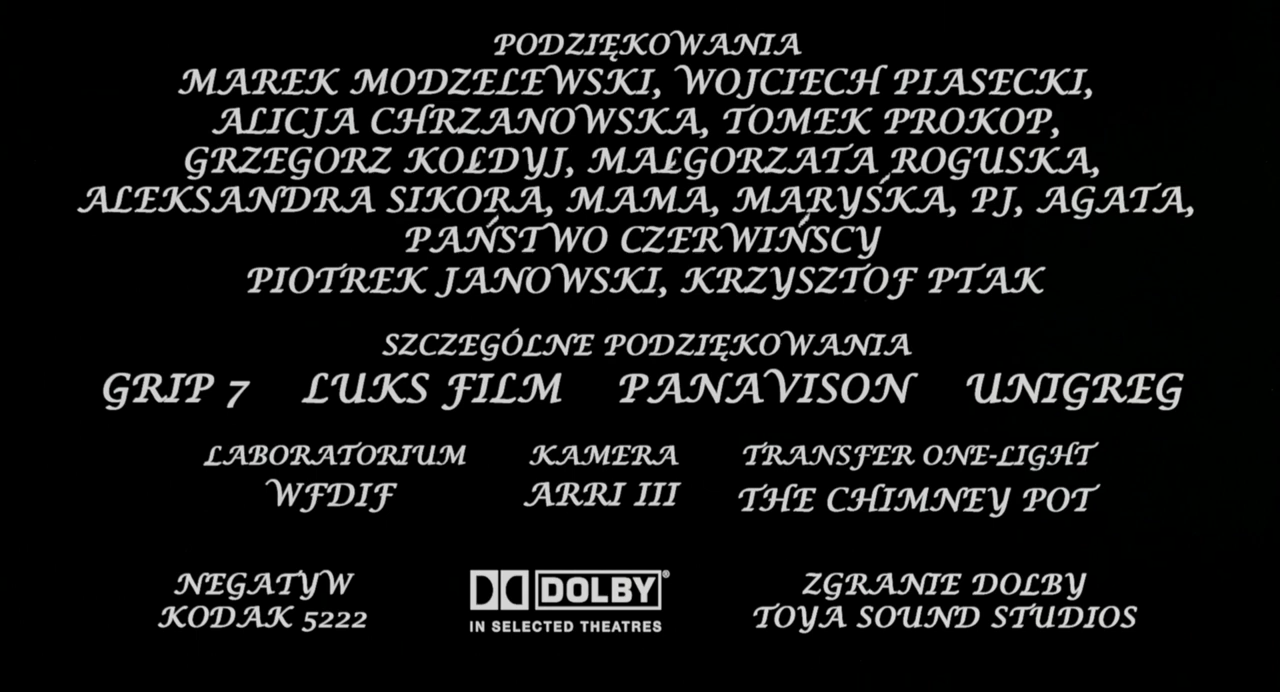 PODZIĘKOWANIA
MAREK MODZELEWSKI, WOJCIECH PIASECKI,
ALICJA CHRZANOWSKA, TOMEK PROKOP,
GRZEGORZ KOŁDYJ, MAŁGORZATA ROGUSKA,
ALEKSANDRA SIKORA, MAMA, MARYŚKA, PJ, AGATA,
PAŃSTWO CZERWIŃSCY
PIOTREK JANOWSKI, KRZYSZTOF PTAK
SZCZEGÓLNE PODZIĘKOWANIA
GRIP 7 LUKS FILM PANAVISON UNIGREG
LABORATORIUM KAMERA TRANSFER ONE-LIGHT
WFDIF ARRI III THE CHIMNEY POT
NEGATYW
KODAK 5222
DOLBY®
IN SELECTED THEATRES
ZGRANIE DOLBY
TOYA SOUND STUDIOS